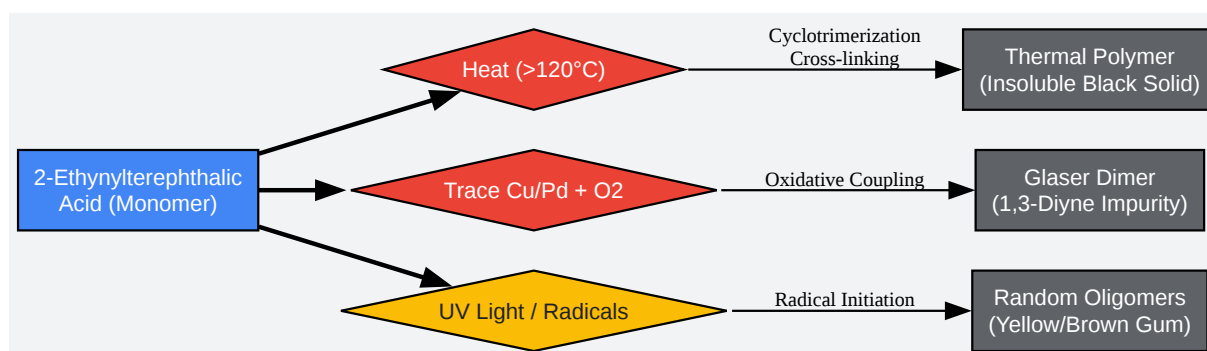 Heat (>120°C)
Cyclotrimerization
Cross-linking
Thermal Polymer
(Insoluble Black Solid)
2-Ethynylterephthalic
Acid (Monomer)
Trace Cu/Pd + O2
Oxidative Coupling
Glaser Dimer
(1,3-Diyne Impurity)
UV Light / Radicals
Radical Initiation
Random Oligomers
(Yellow/Brown Gum)